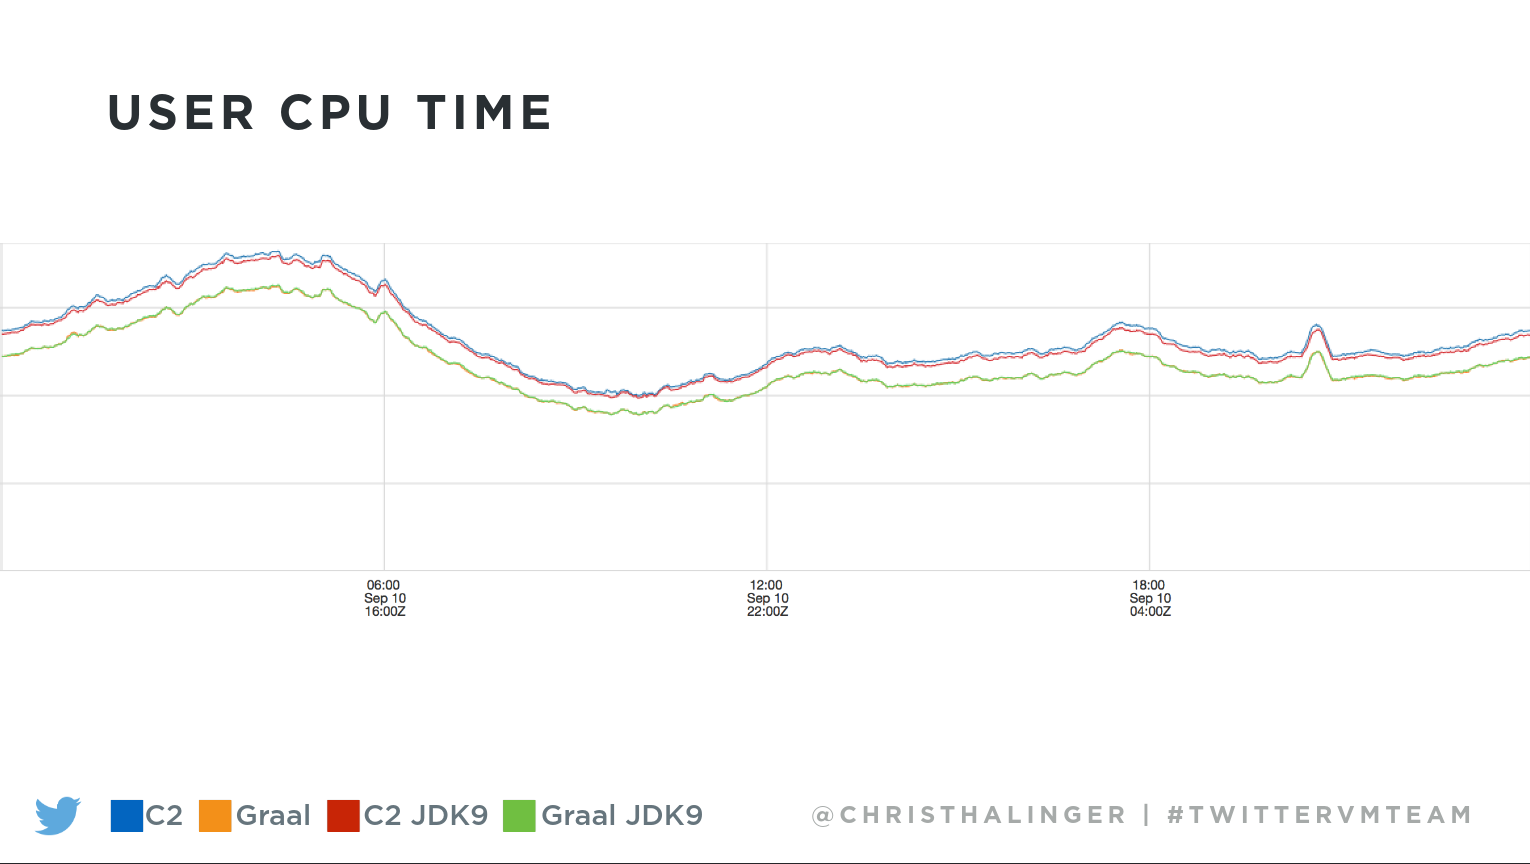 USER CPU TIME
06:00
Sep 10
16:00Z
12:00
Sep 10
22:00Z
18:00
Sep 10
04:00Z
C2 Graal C2 JDK9 Graal JDK9
@CHRISTHALINGER | #TWITTERVMTEAM